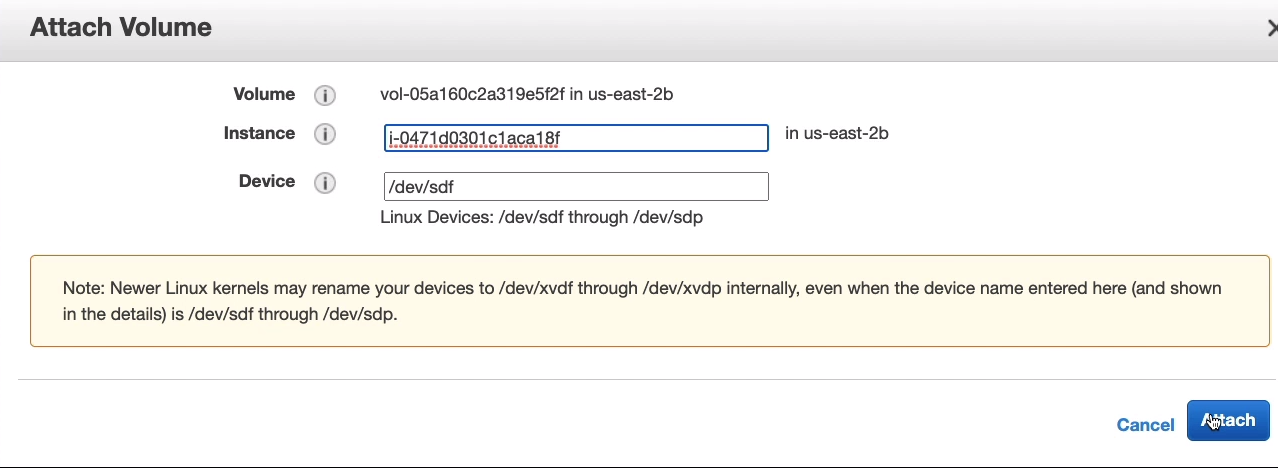 Attach Volume
Volume i vol-05a160c2a319e5f2f in us-east-2b
Instance i i-0471d0301c1aca18f in us-east-2b
Device i /dev/sdf
Linux Devices: /dev/sdf through /dev/sdp
Note: Newer Linux kernels may rename your devices to /dev/xvdf through /dev/xvdp internally, even when the device name entered here (and shown
in the details) is /dev/sdf through /dev/sdp.
Cancel Attach